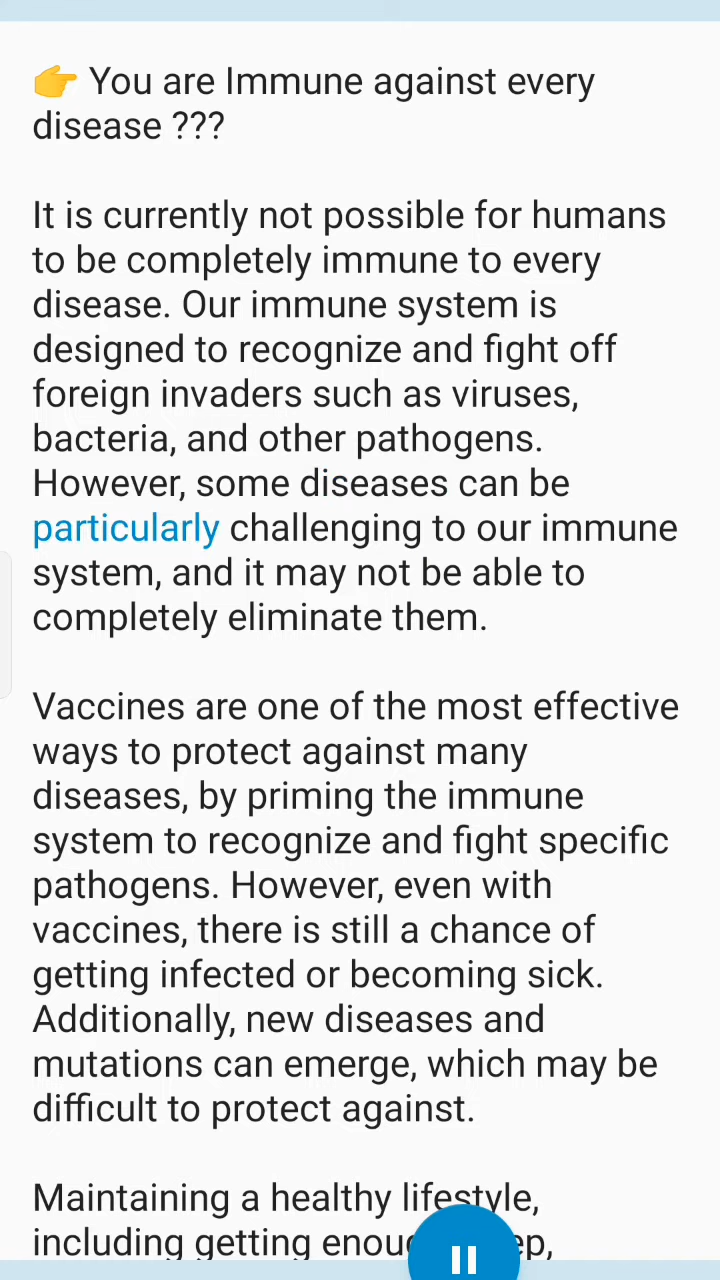 👉 You are Immune against every
disease ???
It is currently not possible for humans
to be completely immune to every
disease. Our immune system is
designed to recognize and fight off
foreign invaders such as viruses,
bacteria, and other pathogens.
However, some diseases can be
particularly challenging to our immune
system, and it may not be able to
completely eliminate them.
Vaccines are one of the most effective
ways to protect against many
diseases, by priming the immune
system to recognize and fight specific
pathogens. However, even with
vaccines, there is still a chance of
getting infected or becoming sick.
Additionally, new diseases and
mutations can emerge, which may be
difficult to protect against.
Maintaining a healthy lifestyle,
including getting